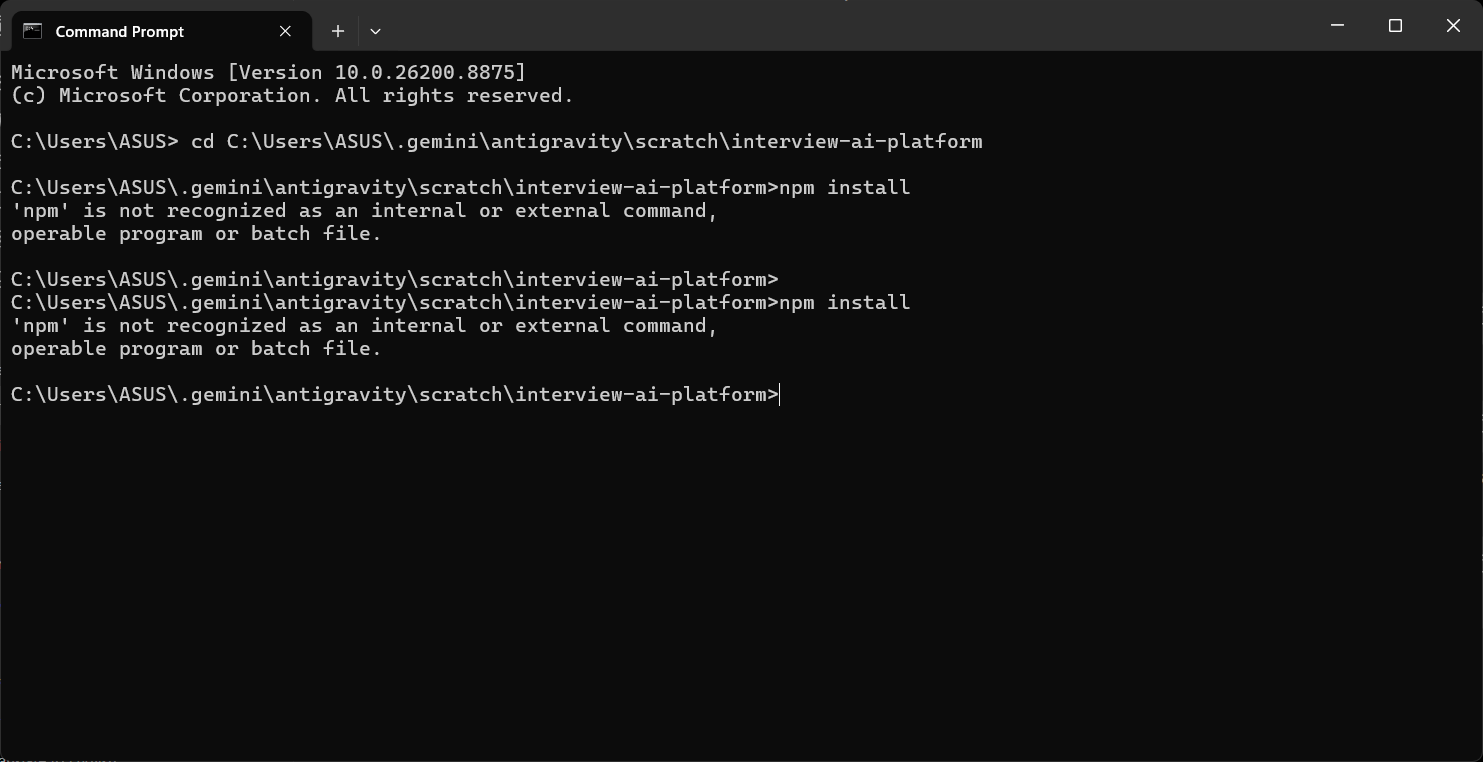 Command Prompt
Microsoft Windows [Version 10.0.26200.8875]
(c) Microsoft Corporation. All rights reserved.
C:\Users\ASUS> cd C:\Users\ASUS\.gemini\antigravity\scratch\interview-ai-platform
C:\Users\ASUS\.gemini\antigravity\scratch\interview-ai-platform>npm install
'npm' is not recognized as an internal or external command,
operable program or batch file.
C:\Users\ASUS\.gemini\antigravity\scratch\interview-ai-platform>
C:\Users\ASUS\.gemini\antigravity\scratch\interview-ai-platform>npm install
'npm' is not recognized as an internal or external command,
operable program or batch file.
C:\Users\ASUS\.gemini\antigravity\scratch\interview-ai-platform>